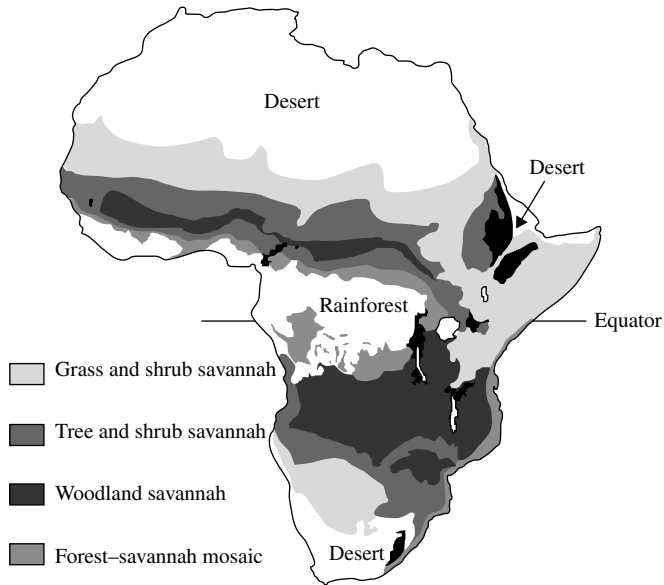 Desert
Desert
Rainforest
Equator
Grass and shrub savannah
Tree and shrub savannah
Woodland savannah
Forest–savannah mosaic
Desert